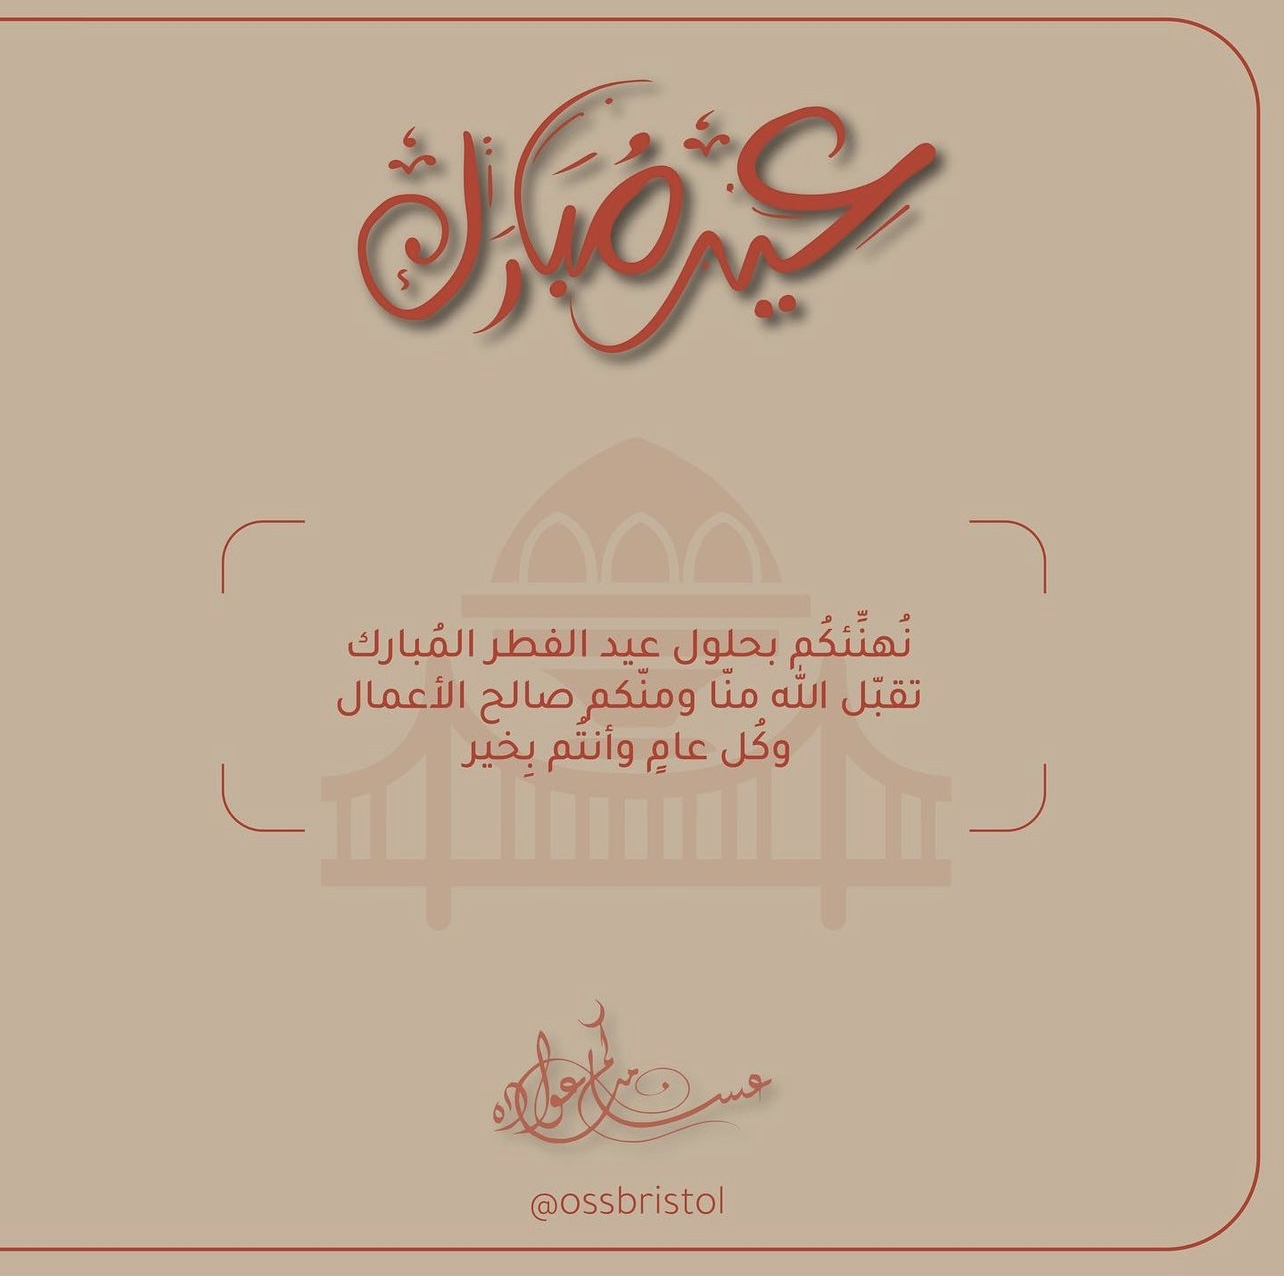 عيد مُبارك
نُهنِّئكُم بحلول عيد الفطر المُبارك
تقبّل الله منّا ومنّكم صالح الأعمال
وكُل عامٍ وأنتُم بِخير
عساكم من عواده
@ossbristol